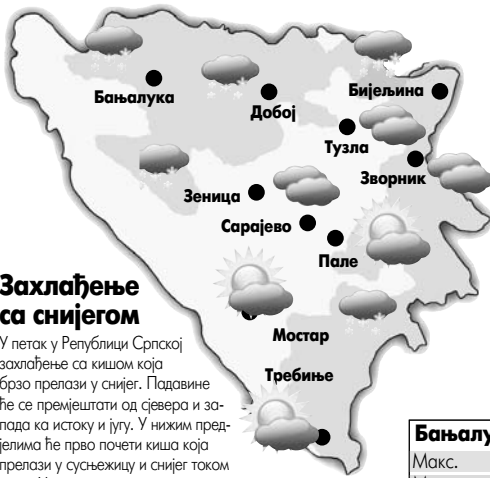 Бањалука
Добој
Бијељина
Тузла
Зворник
Зеница
Сарајево
Пале
Мостар
Требиње
Захлађење
са снијегом
У петак у Републици Српској
захлађење са кишом која
брзо прелази у снијег. Падавине
ће се премјештати од сјевера и за-
пада ка истоку и југу. У нижим пред-
јелима ће прво почети киша која
прелази у сусњежицу и снијег током
Бањалу
Макс.